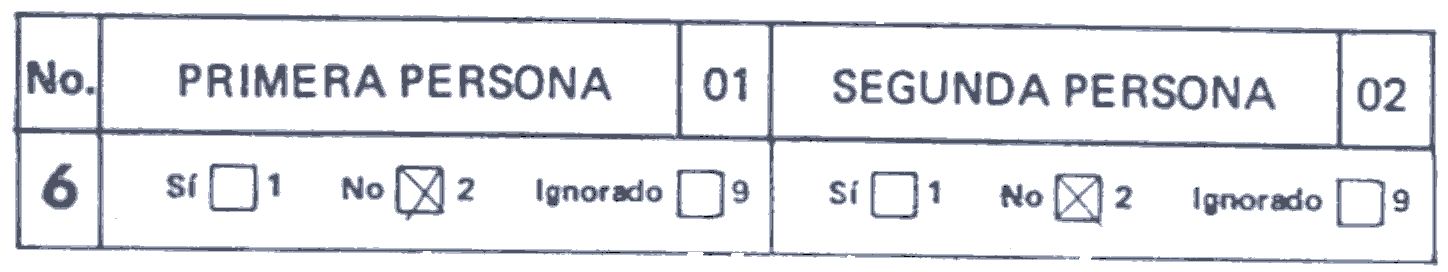 No. PRIMERA PERSONA 01 SEGUNDA PERSONA 02
6 Sí ☐ 1 No ☒ 2 Ignorado ☐ 9 Sí ☐ 1 No ☒ 2 Ignorado ☐ 9